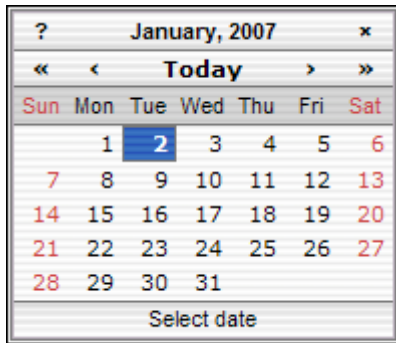 ? January, 2007 ×
« ‹ Today › »
Sun Mon Tue Wed Thu Fri Sat
1 2 3 4 5 6
7 8 9 10 11 12 13
14 15 16 17 18 19 20
21 22 23 24 25 26 27
28 29 30 31
Select date